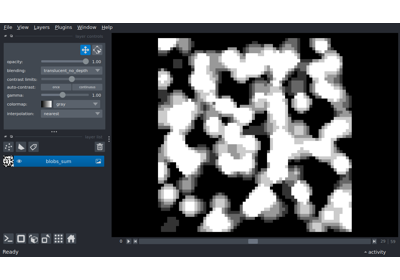 File View Layers Plugins Window Help
opacity: 1.00
blending: translucent_no_depth
contrast limits:
auto-contrast: once continuous
gamma: 1.00
colormap: gray
interpolation: nearest
blobs_sum
Ready
activity